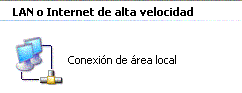 LAN o Internet de alta velocidad
Conexión de área local